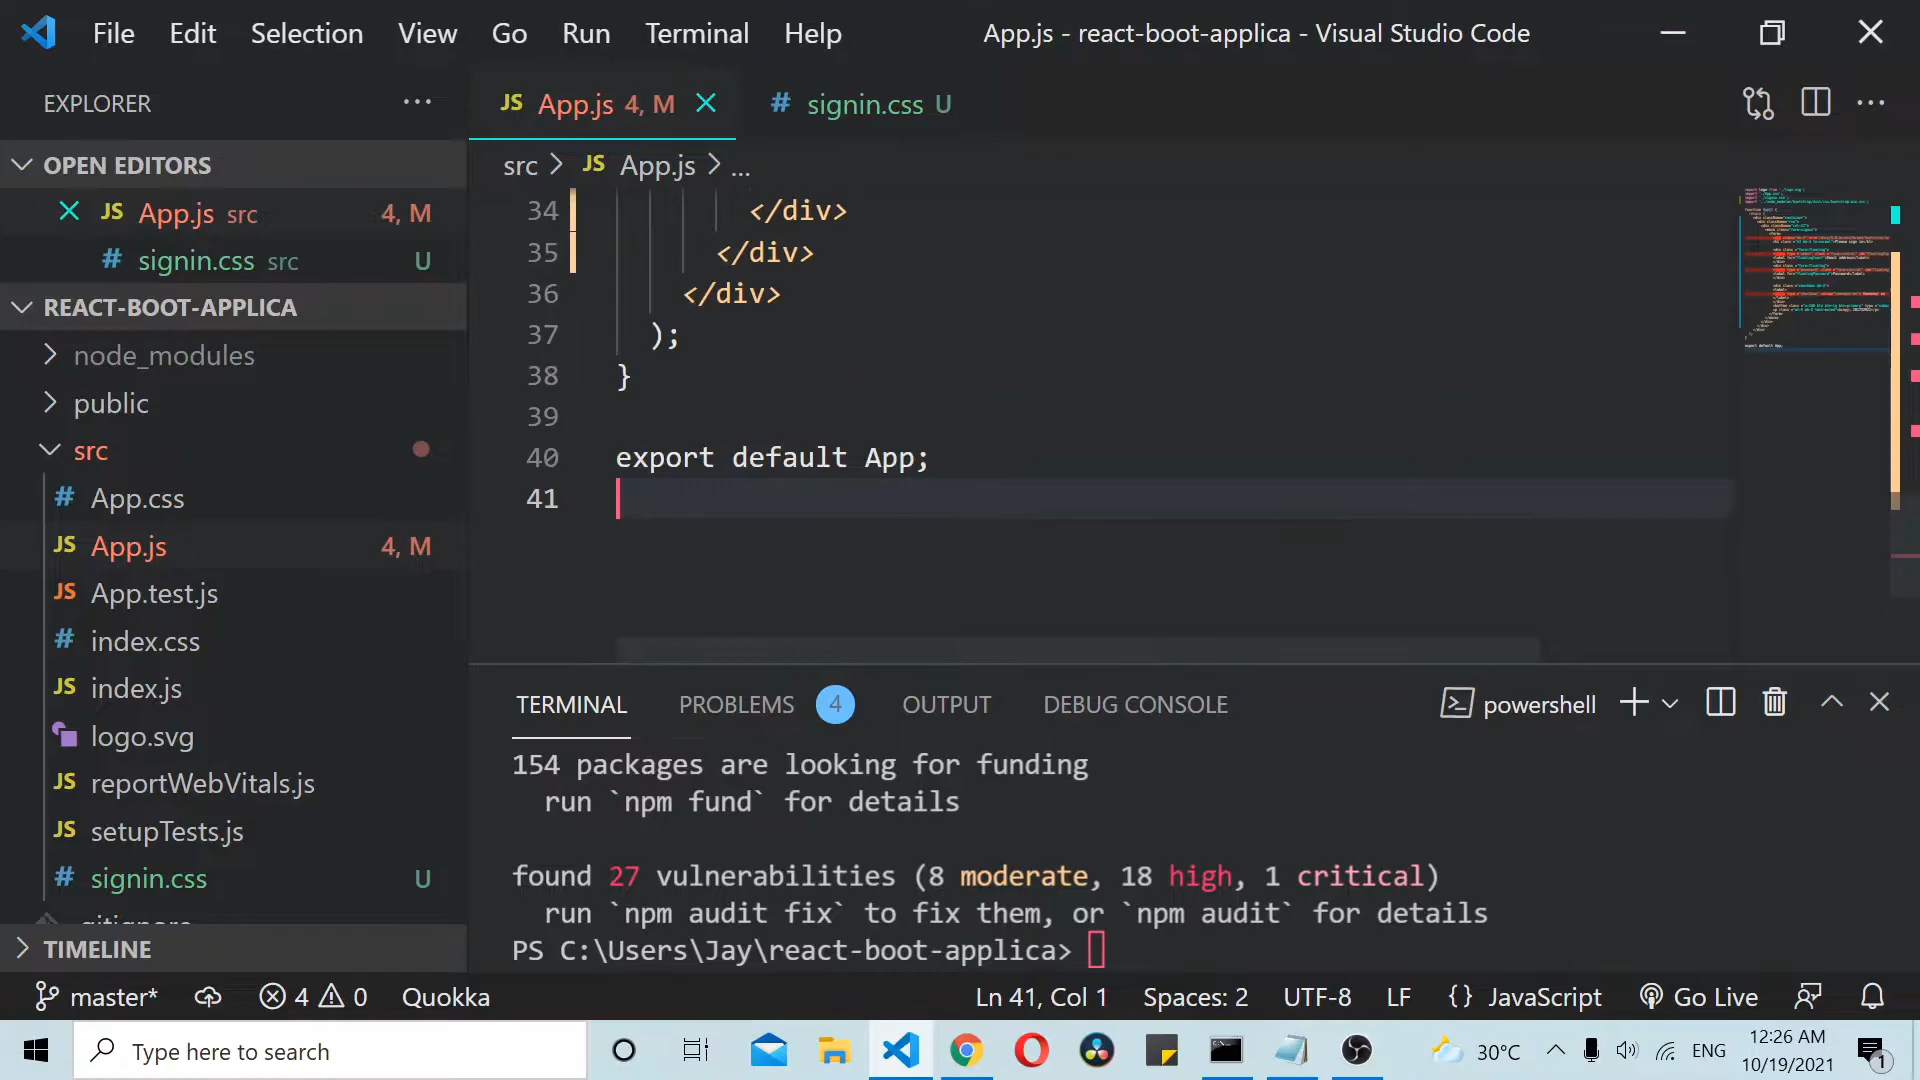 File Edit Selection View Go Run Terminal Help
App.js - react-boot-applica - Visual Studio Code
EXPLORER
OPEN EDITORS
JS App.js src 4, M
# signin.css src U
REACT-BOOT-APPLICA
node_modules
public
src
# App.css
JS App.js 4, M
JS App.test.js
# index.css
JS index.js
logo.svg
JS reportWebVitals.js
JS setupTests.js
# signin.css U
.gitignore
TIMELINE
JS App.js 4, M
# signin.css U
src > JS App.js > ...
34 </div>
35 </div>
36 </div>
37 );
38 }
39
40 export default App;
41
TERMINAL PROBLEMS 4 OUTPUT DEBUG CONSOLE
powershell
154 packages are looking for funding
run `npm fund` for details
found 27 vulnerabilities (8 moderate, 18 high, 1 critical)
run `npm audit fix` to fix them, or `npm audit` for details
PS C:\Users\Jay\react-boot-applica>
master* 4 0 Quokka
Ln 41, Col 1 Spaces: 2 UTF-8 LF {} JavaScript Go Live
Type here to search
30°C
ENG
12:26 AM
10/19/2021
1